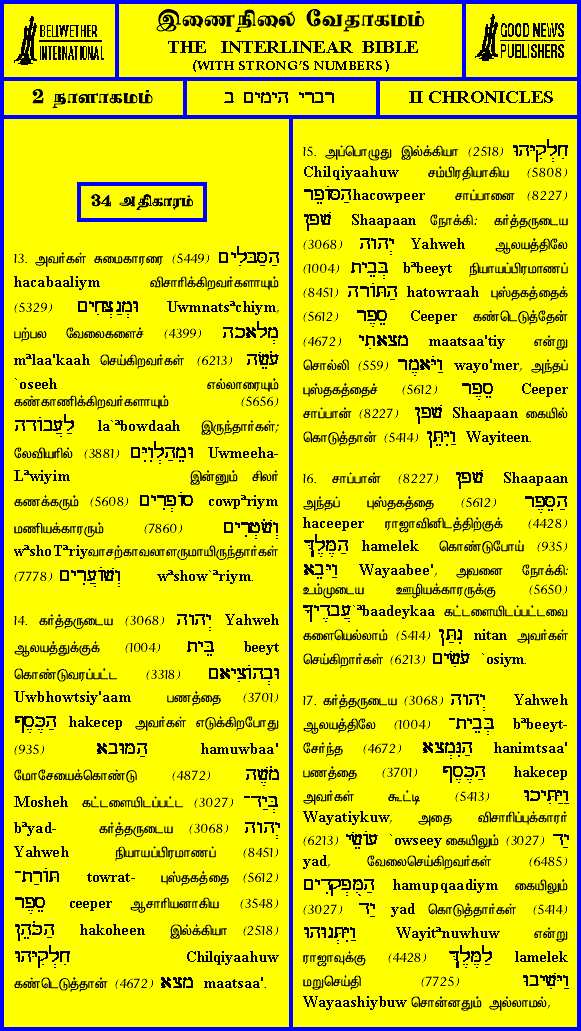 BELLWETHER
INTERNATIONAL
இணைநிலை வேதாகமம்
THE INTERLINEAR BIBLE
(WITH STRONG'S NUMBERS)
GOOD NEWS
PUBLISHERS
2 நாளாகமம்
דברי הימים ב
II CHRONICLES
34 அதிகாரம்
13. அவர்கள் சுமைகாரரை (5449) הַסַּבָּלִים
hacabaaliym விசாரிக்கிறவர்களாயும்
(5329) וּמְנַצְּחִים Uwmnatsªchiym,
பற்பல வேலைகளைச் (4399) מְלָאכָה
mªlaa'kaah செய்கிறவர்கள் (6213) עֹשֵׂה
`oseeh எல்லாரையும்
கண்காணிக்கிறவர்களாயும் (5656)
לַעֲבוֹדָה la`ªbowdaah இருந்தார்கள்;
லேவியரில் (3881) וּמֵהַלְוִיִּם Uwmeeha-
Lªwiyim இன்னும் சிலர்
கணக்கரும் (5608) סוֹפְרִים cowpªriym
மணியக்காரரும் (7860) וְשֹׁטְרִים
wªshoTªriyவாசற்காவலாளருமாயிருந்தார்கள்
(7778) וְשׁוֹעֲרִים wªshow`ªriym.
14. கர்த்தருடைய (3068) יְהוָה Yahweh
ஆலயத்துக்குக் (1004) בֵּית beeyt
கொண்டுவரப்பட்ட (3318) וּבְהוֹצִיאָם
Uwbhowtsiy'aam பணத்தை (3701)
הַכֶּסֶף hakecep அவர்கள் எடுக்கிறபோது
(935) הַמּוּבָא hamuwbaa'
மோசேயைக்கொண்டு (4872) מֹשֶׁה
Mosheh கட்டளையிடப்பட்ட (3027) בְּיַד־
bªyad- கர்த்தருடைய (3068) יְהוָה
Yahweh நியாயப்பிரமாணப் (8451)
תּוֹרַת־ towrat- புஸ்தகத்தை (5612)
סֵפֶר ceeper ஆசாரியனாகிய (3548)
הַכֹּהֵן hakoheen இல்க்கியா (2518)
חִלְקִיָּהוּ Chilqiyaahuw
கண்டெடுத்தான் (4672) מָצָא maatsaa'.
15. அப்பொழுது இல்க்கியா (2518) חִלְקִיָּהוּ
Chilqiyaahuw சம்பிரதியாகிய (5808)
הַסּוֹפֵר hacowpeer சாப்பானை (8227)
שָׁפָן Shaapaan நோக்கி: கர்த்தருடைய
(3068) יְהוָה Yahweh ஆலயத்திலே
(1004) בְּבֵית bªbeeyt நியாயப்பிரமாணப்
(8451) הַתּוֹרָה hatowraah புஸ்தகத்தைக்
(5612) סֵפֶר Ceeper கண்டெடுத்தேன்
(4672) מָצָאתִי maatsaa'tiy என்று
சொல்லி (559) וַיֹּאמֶר wayo'mer, அந்தப்
புஸ்தகத்தைச் (5612) סֵפֶר Ceeper
சாப்பான் (8227) שָׁפָן Shaapaan கையில்
கொடுத்தான் (5414) וַיִּתֵּן Wayiteen.
16. சாப்பான் (8227) שָׁפָן Shaapaan
அந்தப் புஸ்தகத்தை (5612) הַסֵּפֶר
haceeper ராஜாவினிடத்திற்குக் (4428)
הַמֶּלֶךְ hamelek கொண்டுபோய் (935)
וַיָּבֵא Wayaabee', அவனை நோக்கி:
உம்முடைய ஊழியக்காரருக்கு (5650)
עֲבָדֶיךָ `ªbaadeykaa கட்டளையிடப்பட்டவை
களையெல்லாம் (5414) נִתַּן nitan அவர்கள்
செய்கிறார்கள் (6213) עֹשִׂים `osiym.
17. கர்த்தருடைய (3068) יְהוָה Yahweh
ஆலயத்திலே (1004) בְּבֵית־ bªbeeyt-
சேர்ந்த (4672) הַנִּמְצָא hanimtsaa'
பணத்தை (3701) הַכֶּסֶף hakecep
அவர்கள் கூட்டி (5413) וַיַּתִּיכוּ
Wayatiykuw, அதை விசாரிப்புக்காரர்
(6213) עוֹשֵׂי `owseey கையிலும் (3027) יַד
yad, வேலைசெய்கிறவர்கள் (6485)
הַמֻּפְקָדִים hamupqaadiym கையிலும்
(3027) יַד yad கொடுத்தார்கள் (5414)
וַיִּתְּנוּהוּ Wayitªnuwhuw என்று
ராஜாவுக்கு (4428) לַמֶּלֶךְ lamelek
மறுசெய்தி (7725) וַיָּשִׁיבוּ
Wayaashiybuw சொன்னதும் அல்லாமல்,